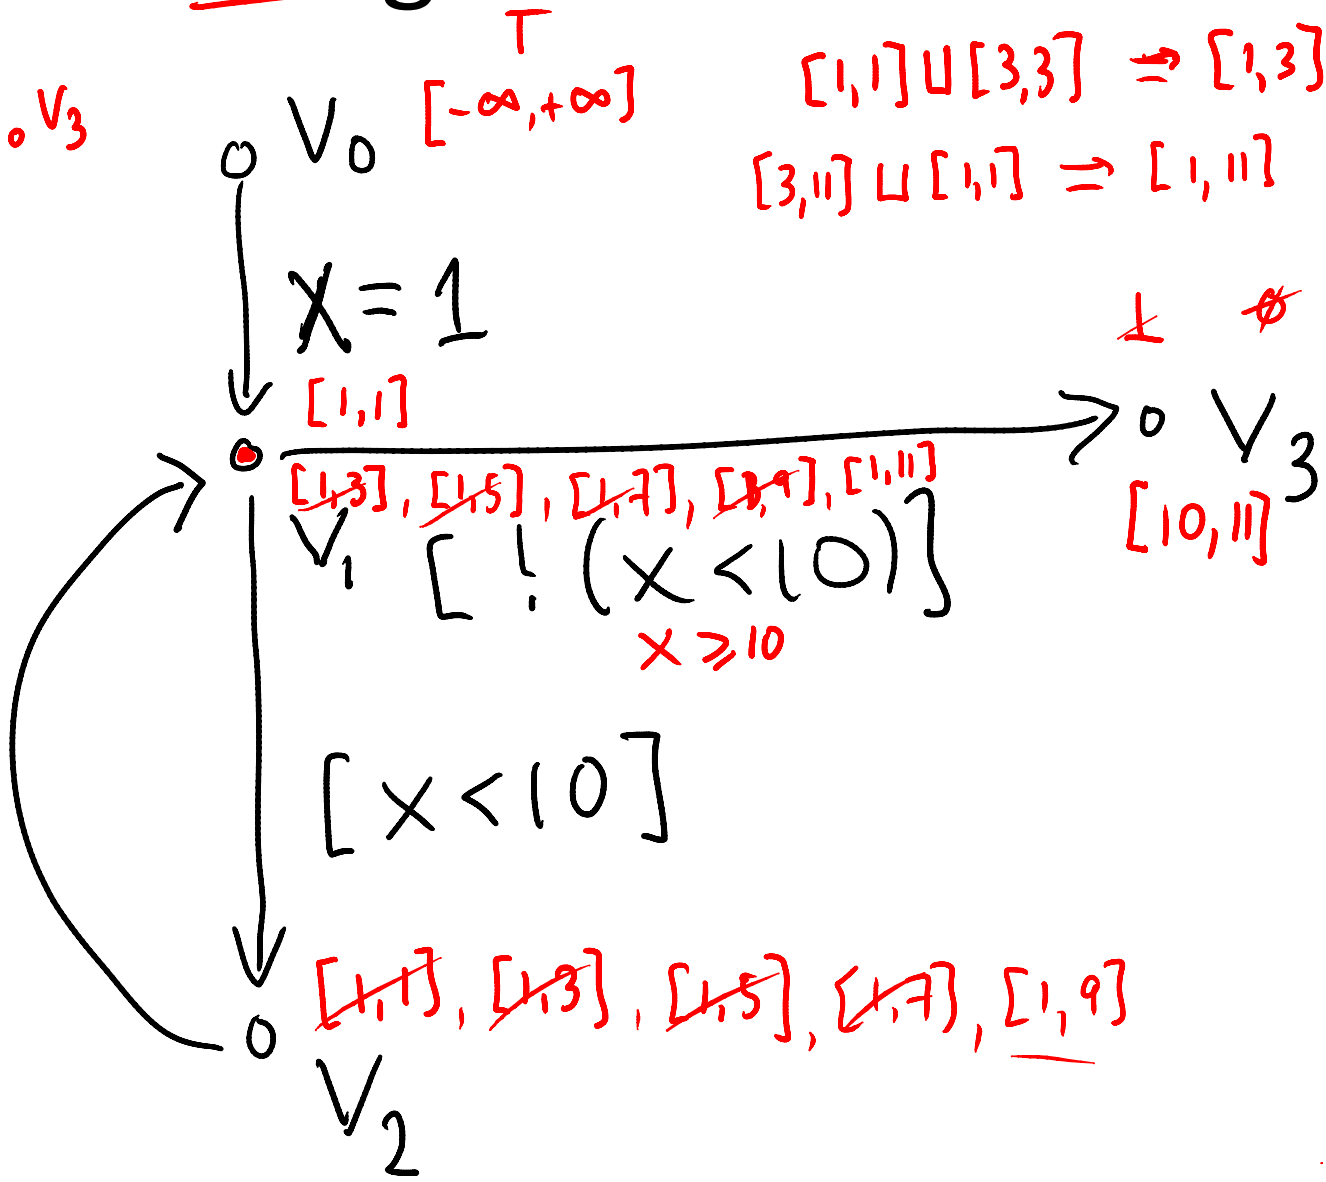 ⊤
[1,1] ⊔ [3,3] ⇒ [1,3]
V3
V0 [-∞,+∞]
[3,11] ⊔ [1,1] ⇒ [1,11]
X = 1
⊥ ∅
[1,1]
V3
[1,3], [1,5], [1,7], [3,9], [1,11]
[10,11]
V1 [!(x<10)]
x ≥ 10
[x<10]
[1,1], [1,3], [1,5], [1,7], [1,9]
V2